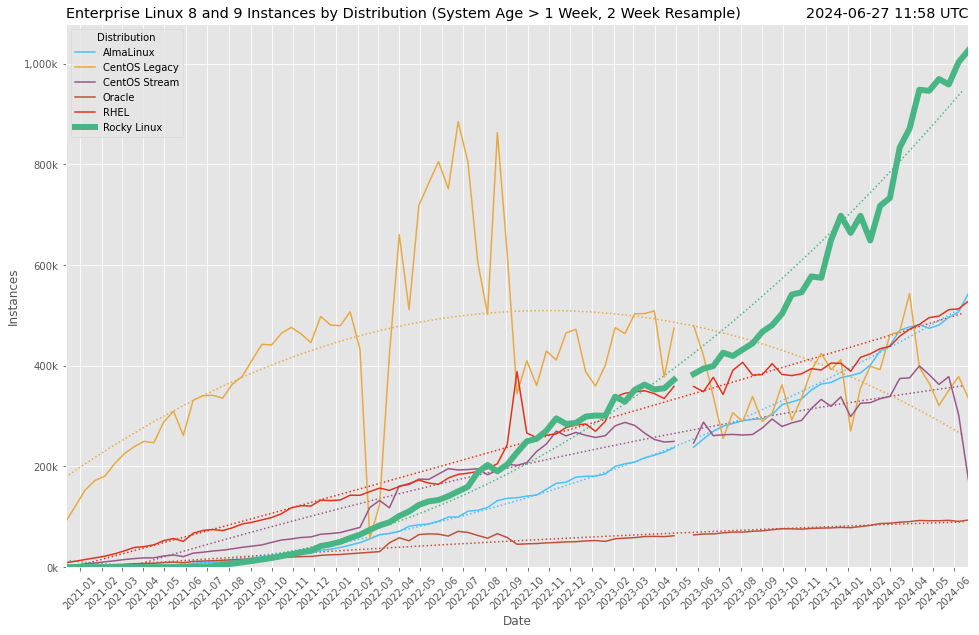 Enterprise Linux 8 and 9 Instances by Distribution (System Age > 1 Week, 2 Week Resample)
2024-06-27 11:58 UTC
Distribution
AlmaLinux
CentOS Legacy
CentOS Stream
Oracle
RHEL
Rocky Linux
1,000k
800k
600k
400k
200k
0k
Instances
2021-01
2021-02
2021-03
2021-04
2021-05
2021-06
2021-07
2021-08
2021-09
2021-10
2021-11
2021-12
2022-01
2022-02
2022-03
2022-04
2022-05
2022-06
2022-07
2022-08
2022-09
2022-10
2022-11
2022-12
2023-01
2023-02
2023-03
2023-04
2023-05
2023-06
2023-07
2023-08
2023-09
2023-10
2023-11
2023-12
2024-01
2024-02
2024-03
2024-04
2024-05
2024-06
Date